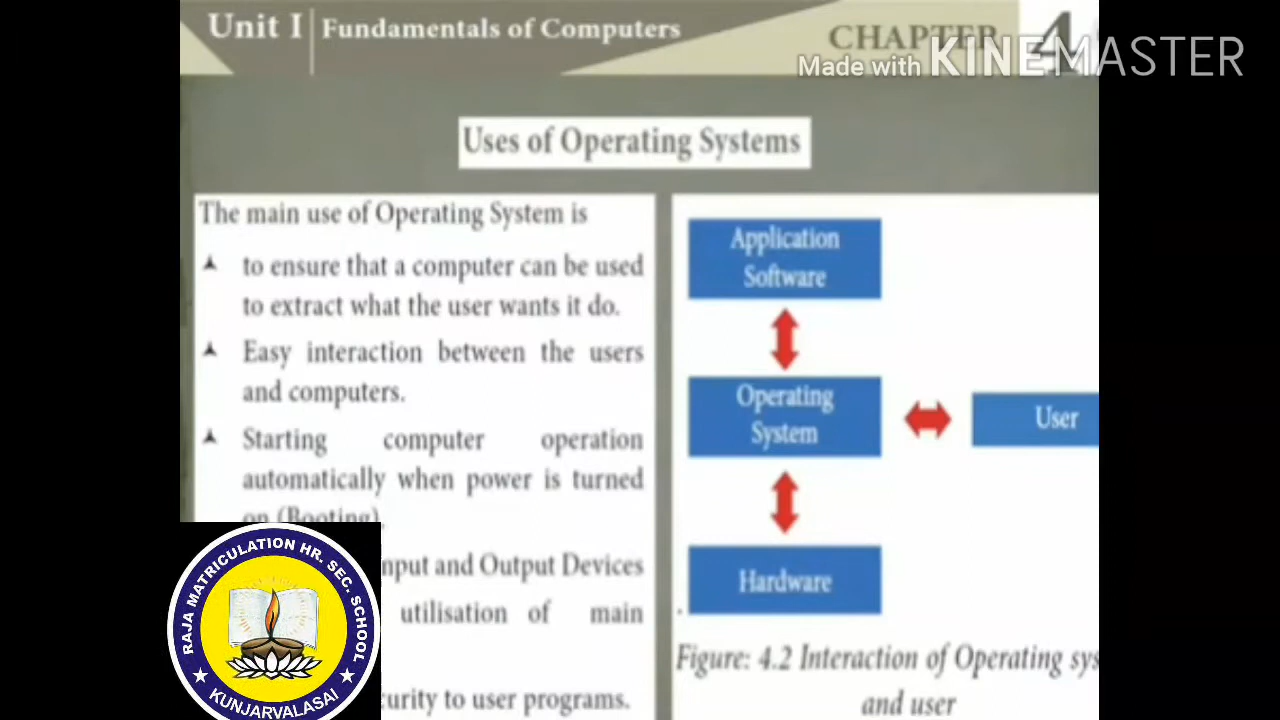 Unit I Fundamentals of Computers
CHAPTER 4
Made with KINEMASTER
Uses of Operating Systems
The main use of Operating System is
to ensure that a computer can be used
to extract what the user wants it do.
Easy interaction between the users
and computers.
Starting computer operation
automatically when power is turned
on (Booting).
and Output Devices
utilisation of main
to user programs.
Application
Software
Operating
System
User
Hardware
Figure: 4.2 Interaction of Operating
and user
RAJA MATRICULATION HR. SEC. SCHOOL
KUNJARVALASAI